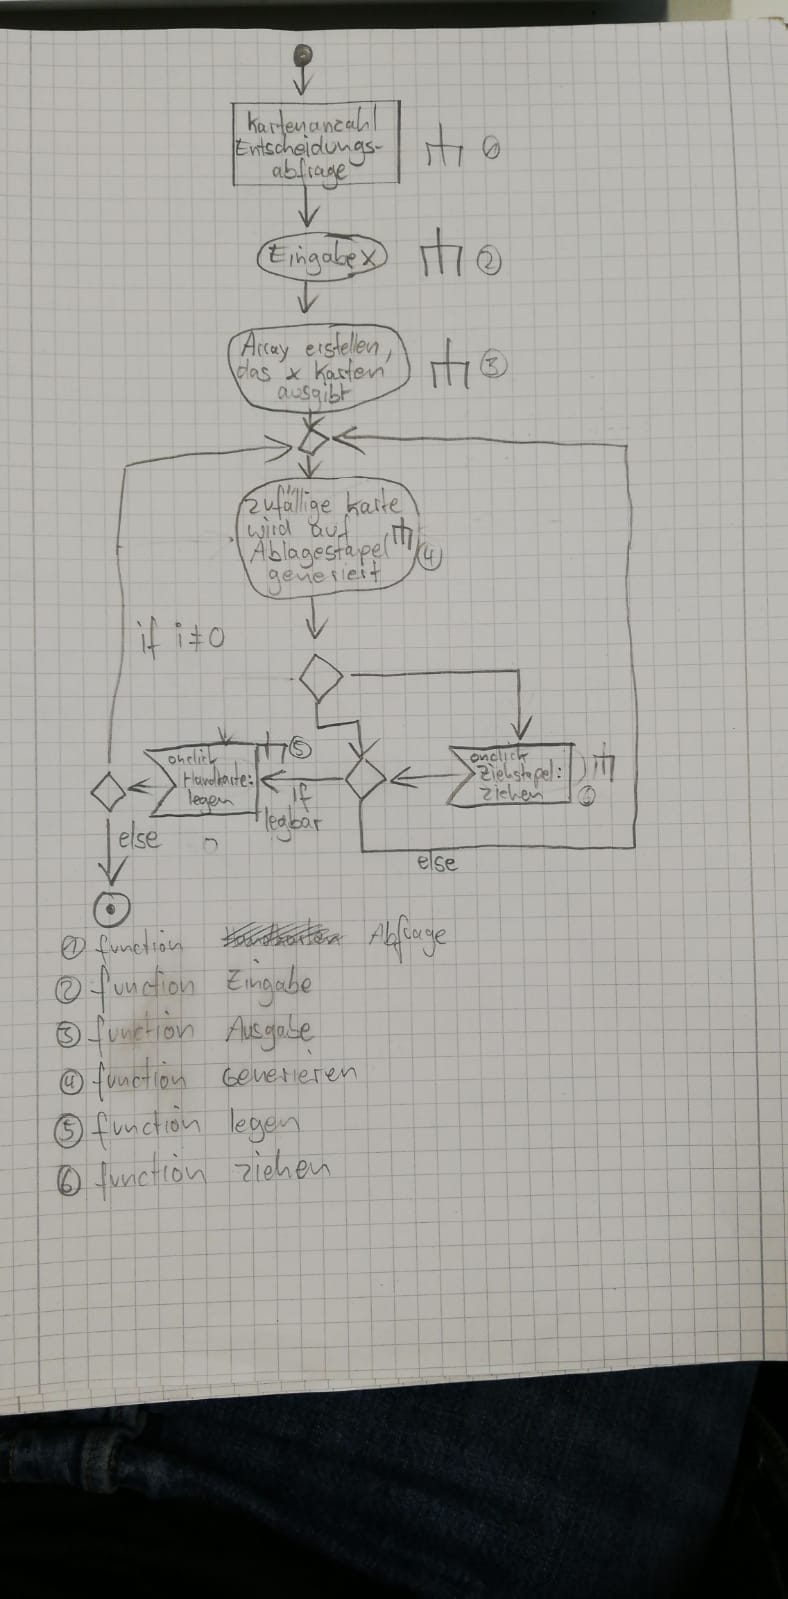 Kartenanzahl
Entscheidungs-
abfrage
①
Eingabe x
②
Array erstellen,
das x Karten
ausgibt
③
zufällige Karte
wird auf
Ablagestapel
generiert
④
if i≠0
onclick
Handkarte:
legen
⑤
if
legbar
onclick
Ziehstapel:
ziehen
⑥
else
else
① function Abfrage
② function Eingabe
③ function Ausgabe
④ function Generieren
⑤ function legen
⑥ function ziehen